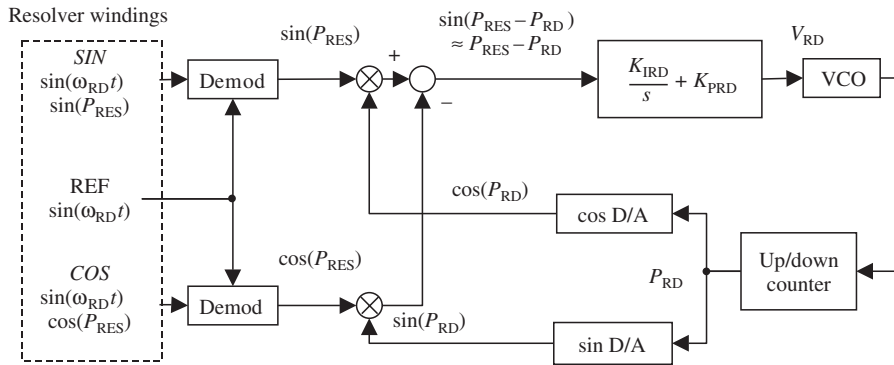 Resolver windings
SIN
sin(ω_RD t)
sin(P_RES)
Demod
sin(P_RES)
+
−
sin(P_RES − P_RD)
≈ P_RES − P_RD
K_IRD
s
+ K_PRD
V_RD
VCO
REF
sin(ω_RD t)
cos(P_RD)
cos D/A
COS
sin(ω_RD t)
cos(P_RES)
Demod
cos(P_RES)
sin(P_RD)
sin D/A
P_RD
Up/down
counter